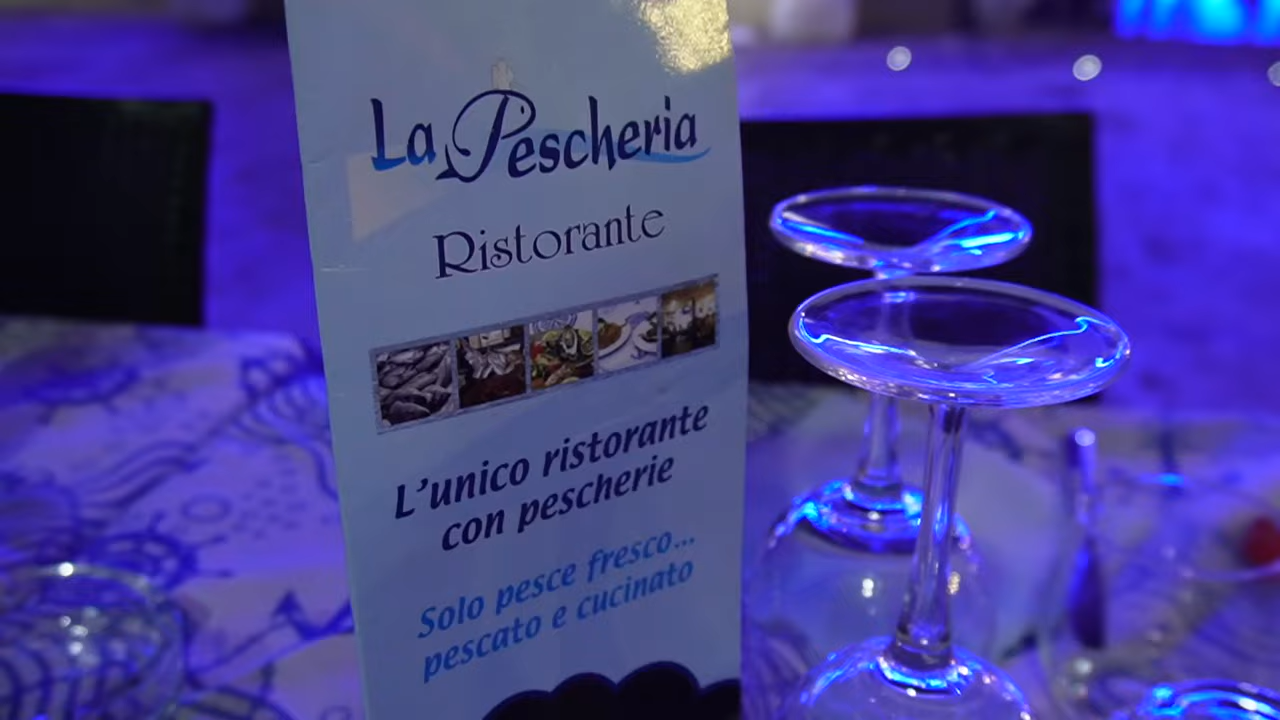 La Pescheria
Ristorante
L'unico ristorante
con pescherie
Solo pesce fresco...
pescato e cucinato